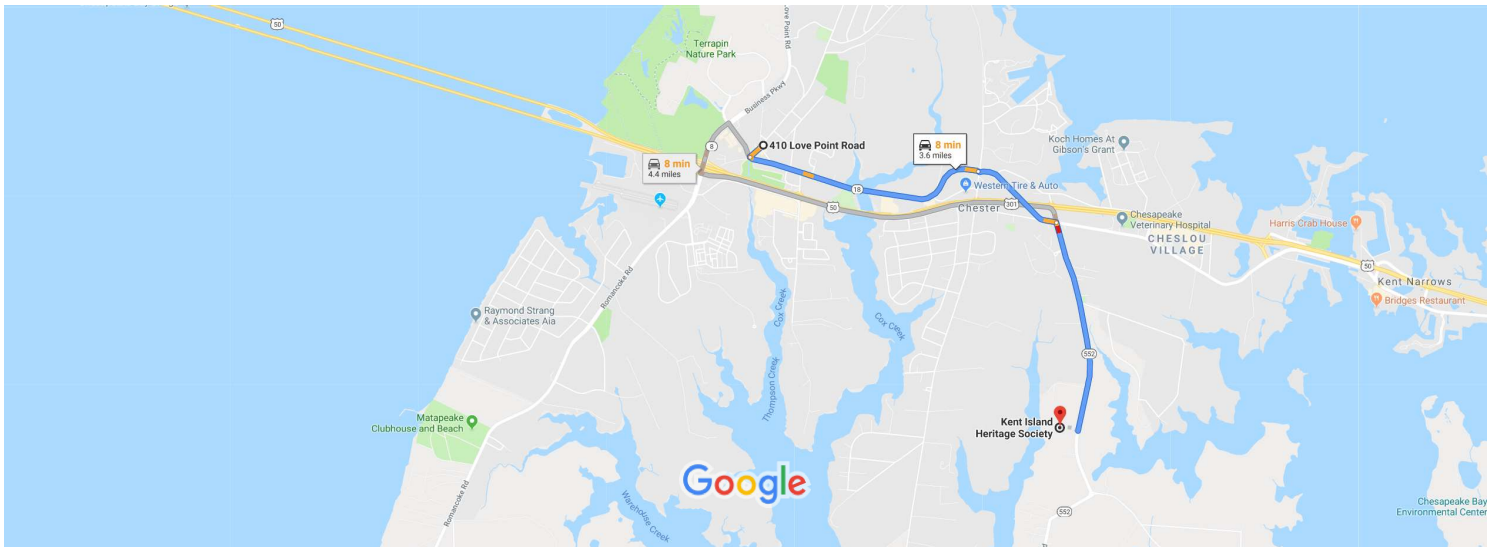 50
Love Point Rd
Terrapin
Nature Park
Business Pkwy
8
410 Love Point Road
8 min
4.4 miles
8 min
3.6 miles
Koch Homes At
Gibson's Grant
18
Western Tire & Auto
50
Chester
301
Chesapeake
Veterinary Hospital
CHESLOU
VILLAGE
Harris Crab House
50
Kent Narrows
Bridges Restaurant
Romancoke Rd
Raymond Strang
& Associates Aia
Cox Creek
Cox Creek
Thompson Creek
552
Matapeake
Clubhouse and Beach
Kent Island
Heritage Society
Google
Romancoke Rd
Warehouse Creek
552
Chesapeake Bay
Environmental Center